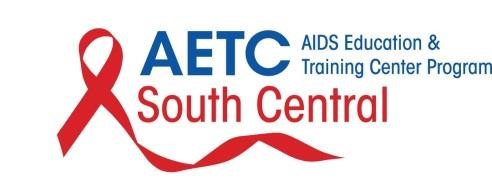 AETC AIDS Education &
Training Center Program
South Central